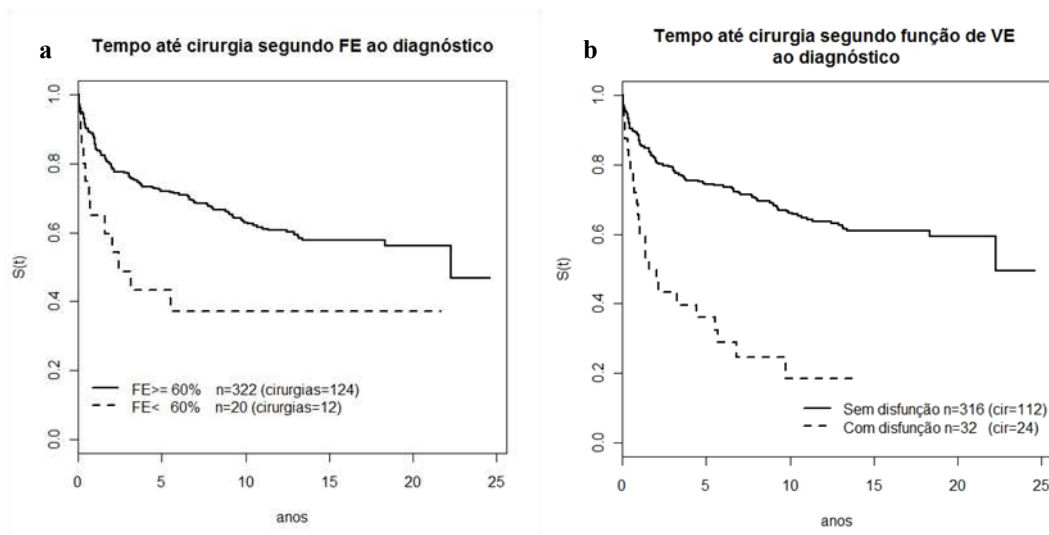 a
Tempo até cirurgia segundo FE ao diagnóstico
S(t)
1.0
0.8
0.6
0.4
0.2
0.0
FE>= 60% n=322 (cirurgias=124)
FE< 60% n=20 (cirurgias=12)
0 5 10 15 20 25
anos
b
Tempo até cirurgia segundo função de VE
ao diagnóstico
S(t)
1.0
0.8
0.6
0.4
0.2
0.0
Sem disfunção n=316 (cir=112)
Com disfunção n=32 (cir=24)
0 5 10 15 20 25
anos